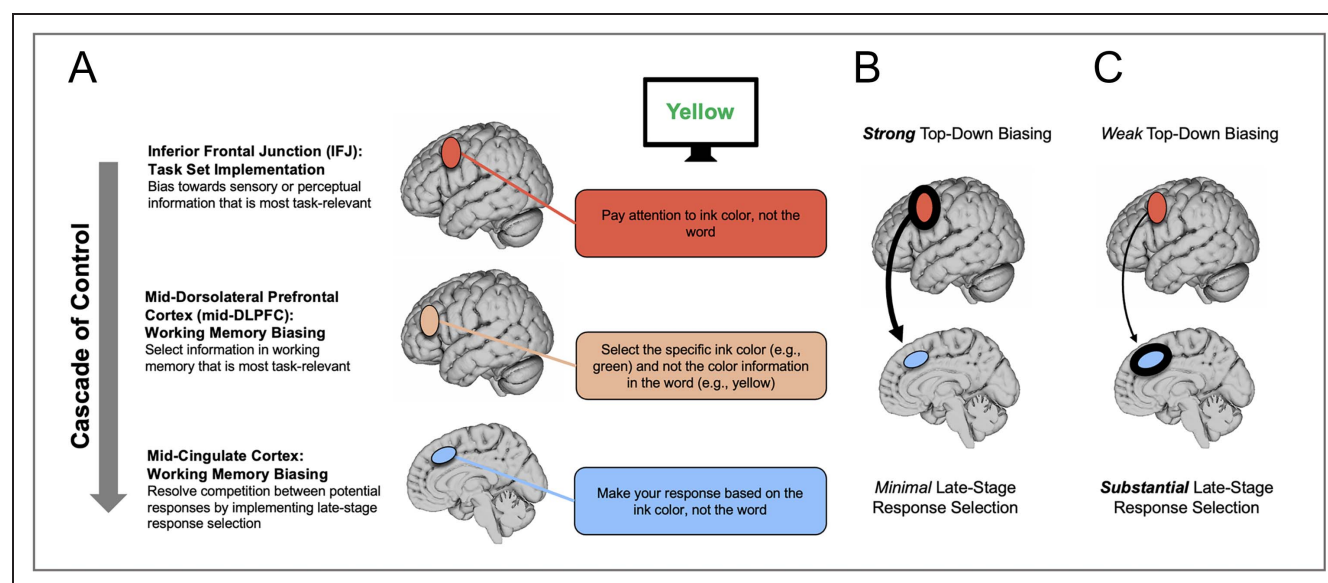 A
B
C
Yellow
Strong Top-Down Biasing
Weak Top-Down Biasing
Cascade of Control
Inferior Frontal Junction (IFJ):
Task Set Implementation
Bias towards sensory or perceptual
information that is most task-relevant
Pay attention to ink color, not the
word
Mid-Dorsolateral Prefrontal
Cortex (mid-DLPFC):
Working Memory Biasing
Select information in working
memory that is most task-relevant
Select the specific ink color (e.g.,
green) and not the color information
in the word (e.g., yellow)
Mid-Cingulate Cortex:
Working Memory Biasing
Resolve competition between potential
responses by implementing late-stage
response selection
Make your response based on the
ink color, not the word
Minimal Late-Stage
Response Selection
Substantial Late-Stage
Response Selection